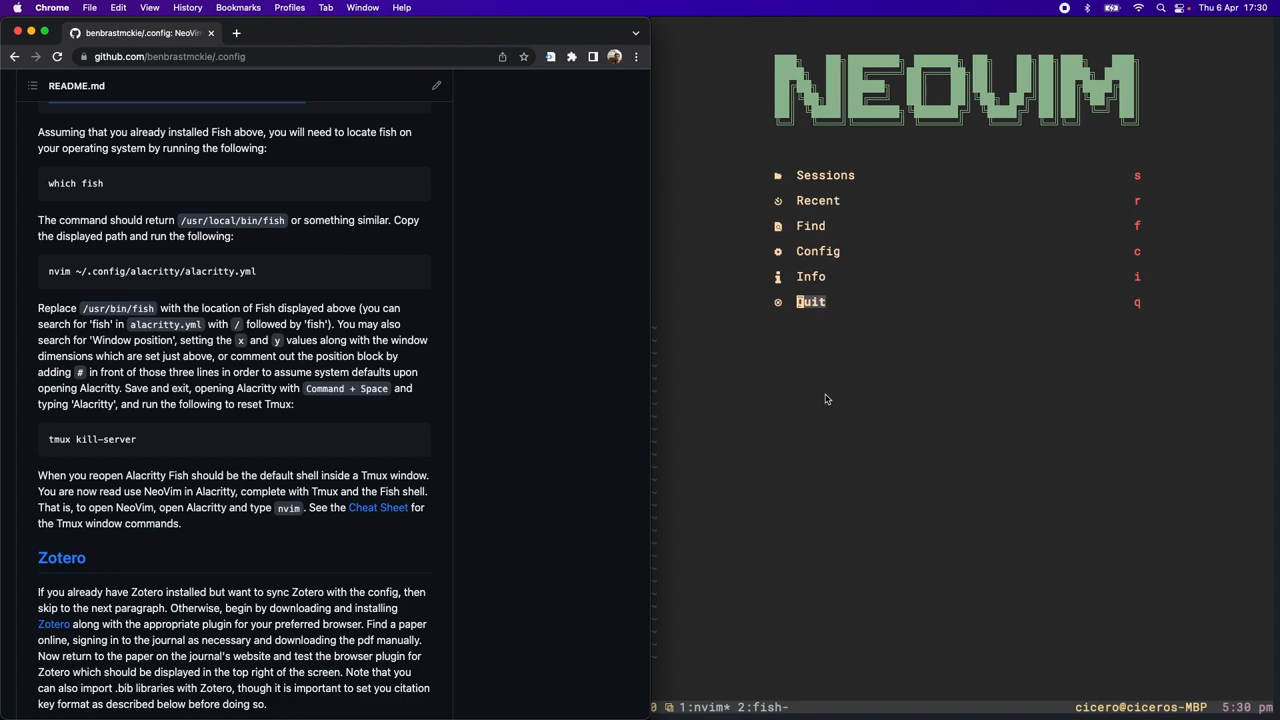 Chrome File Edit View History Bookmarks Profiles Tab Window Help Thu 6 Apr 17:30
benbrastmckie/.config: NeoVi
github.com/benbrastmckie/.config
README.md
Assuming that you already installed Fish above, you will need to locate fish on
your operating system by running the following:
which fish
The command should return /usr/local/bin/fish or something similar. Copy
the displayed path and run the following:
nvim ~/.config/alacritty/alacritty.yml
Replace /usr/bin/fish with the location of Fish displayed above (you can
search for 'fish' in alacritty.yml with / followed by 'fish'). You may also
search for 'Window position', setting the x and y values along with the window
dimensions which are set just above, or comment out the position block by
adding # in front of those three lines in order to assume system defaults upon
opening Alacritty. Save and exit, opening Alacritty with Command + Space and
typing 'Alacritty', and run the following to reset Tmux:
tmux kill-server
When you reopen Alacritty Fish should be the default shell inside a Tmux window.
You are now read use NeoVim in Alacritty, complete with Tmux and the Fish shell.
That is, to open NeoVim, open Alacritty and type nvim. See the Cheat Sheet for
the Tmux window commands.
Zotero
If you already have Zotero installed but want to sync Zotero with the config, then
skip to the next paragraph. Otherwise, begin by downloading and installing
Zotero along with the appropriate plugin for your preferred browser. Find a paper
online, signing in to the journal as necessary and downloading the pdf manually.
Now return to the paper on the journal's website and test the browser plugin for
Zotero which should be displayed in the top right of the screen. Note that you
can also import .bib libraries with Zotero, though it is important to set you citation
key format as described below before doing so.
NEOVIM
Sessions s
Recent r
Find f
Config c
Info i
Quit q
0 1:nvim* 2:fish- cicero@ciceros-MBP 5:30 pm